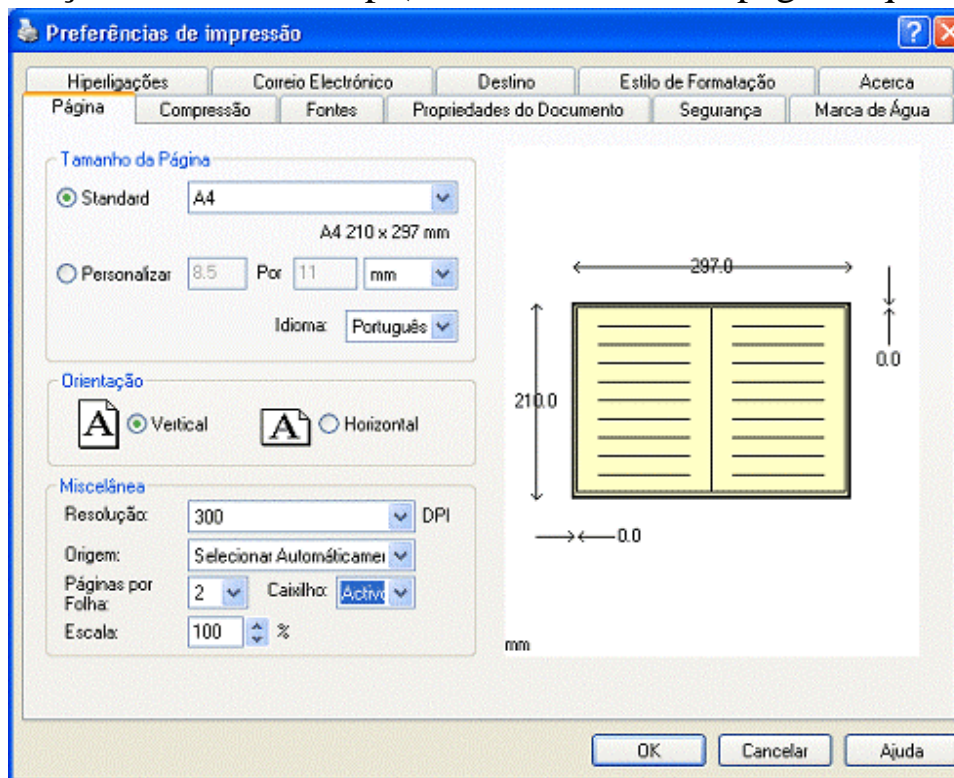 Preferências de impressão
Hiperligações Correio Electrónico Destino Estilo de Formatação Acerca
Página Compressão Fontes Propriedades do Documento Segurança Marca de Água
Tamanho da Página
Standard A4
A4 210 x 297 mm
Personalizar 8.5 Por 11 mm
Idioma: Português
Orientação
A Vertical A Horizontal
Miscelânea
Resolução: 300 DPI
Origem: Selecionar Automáticamer
Páginas por
Folha: 2 Caixilho: Activo
Escala: 100 %
297.0
0.0
210.0
0.0
mm
OK Cancelar Ajuda